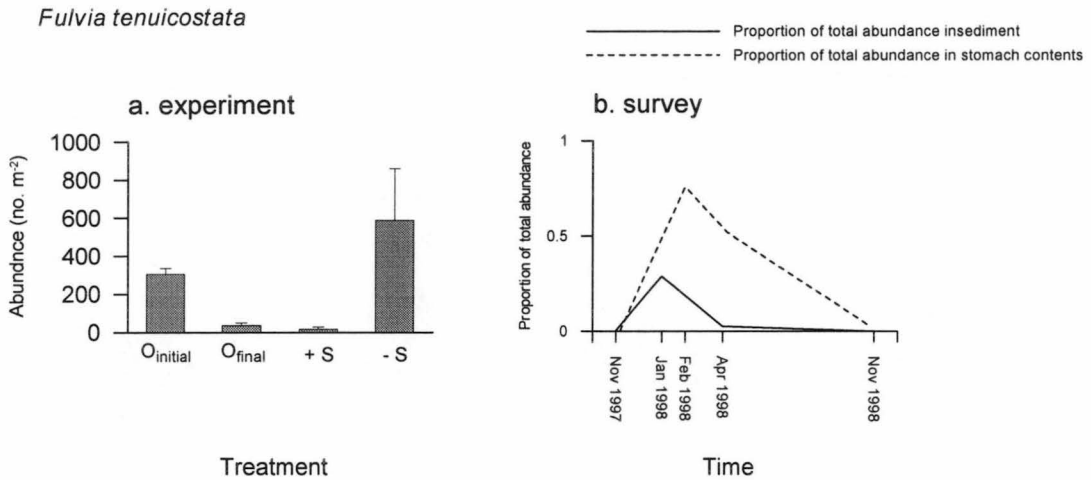 Fulvia tenuicostata
Proportion of total abundance insediment
Proportion of total abundance in stomach contents
a. experiment
Abundnce (no. m⁻²)
1000
800
600
400
200
0
O initial
O final
+ S
- S
Treatment
b. survey
Proportion of total abundance
1
0.5
0
Nov 1997
Jan 1998
Feb 1998
Apr 1998
Nov 1998
Time